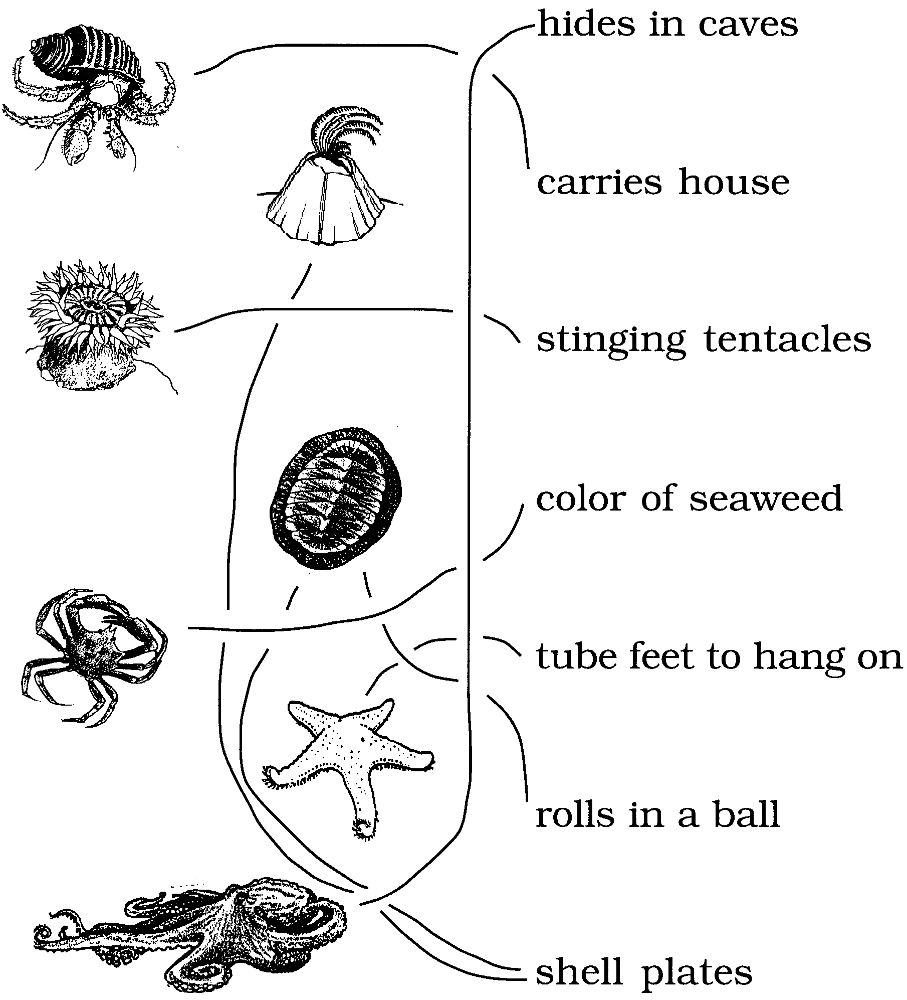 hides in caves
carries house
stinging tentacles
color of seaweed
tube feet to hang on
rolls in a ball
shell plates